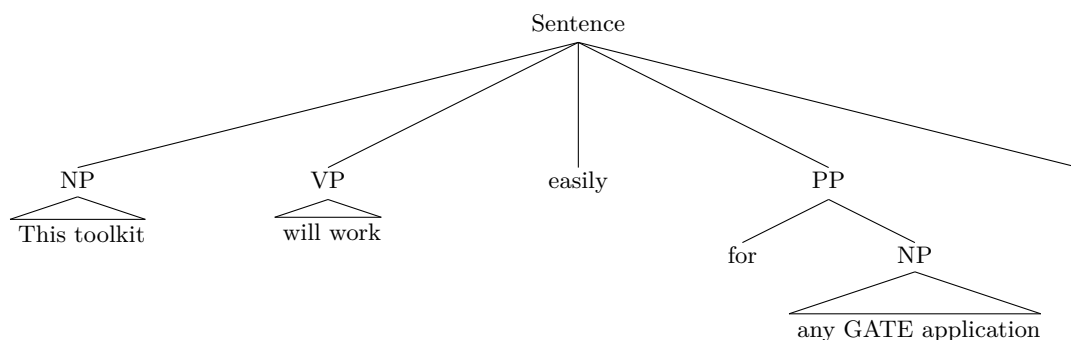 Sentence
NP VP easily PP
This toolkit will work
for NP
any GATE application